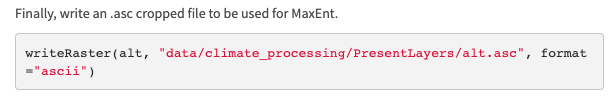 Finally, write an .asc cropped file to be used for MaxEnt.
writeRaster(alt, "data/climate_processing/PresentLayers/alt.asc", format
="ascii")